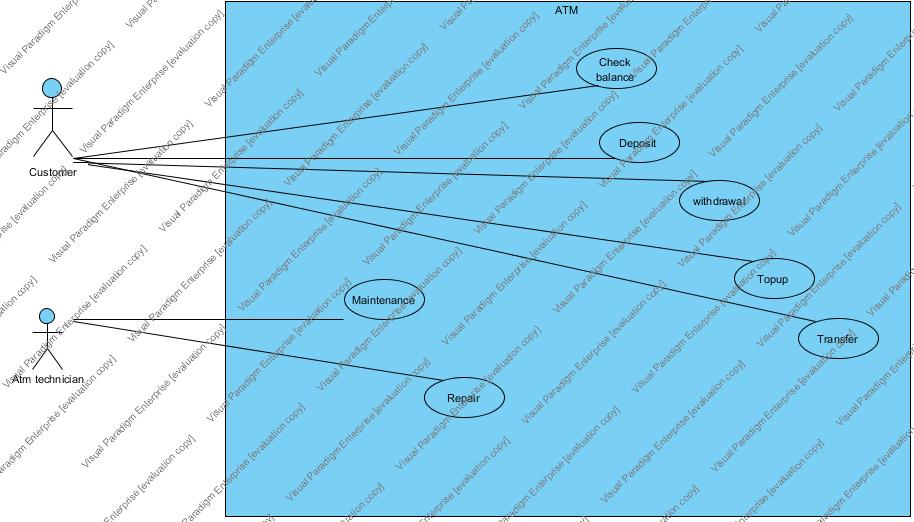 ATM
Check
balance
Deposit
Customer
withdrawal
Topup
Maintenance
Transfer
Atm technician
Repair
Visual Paradigm Enterprise [evaluation copy]